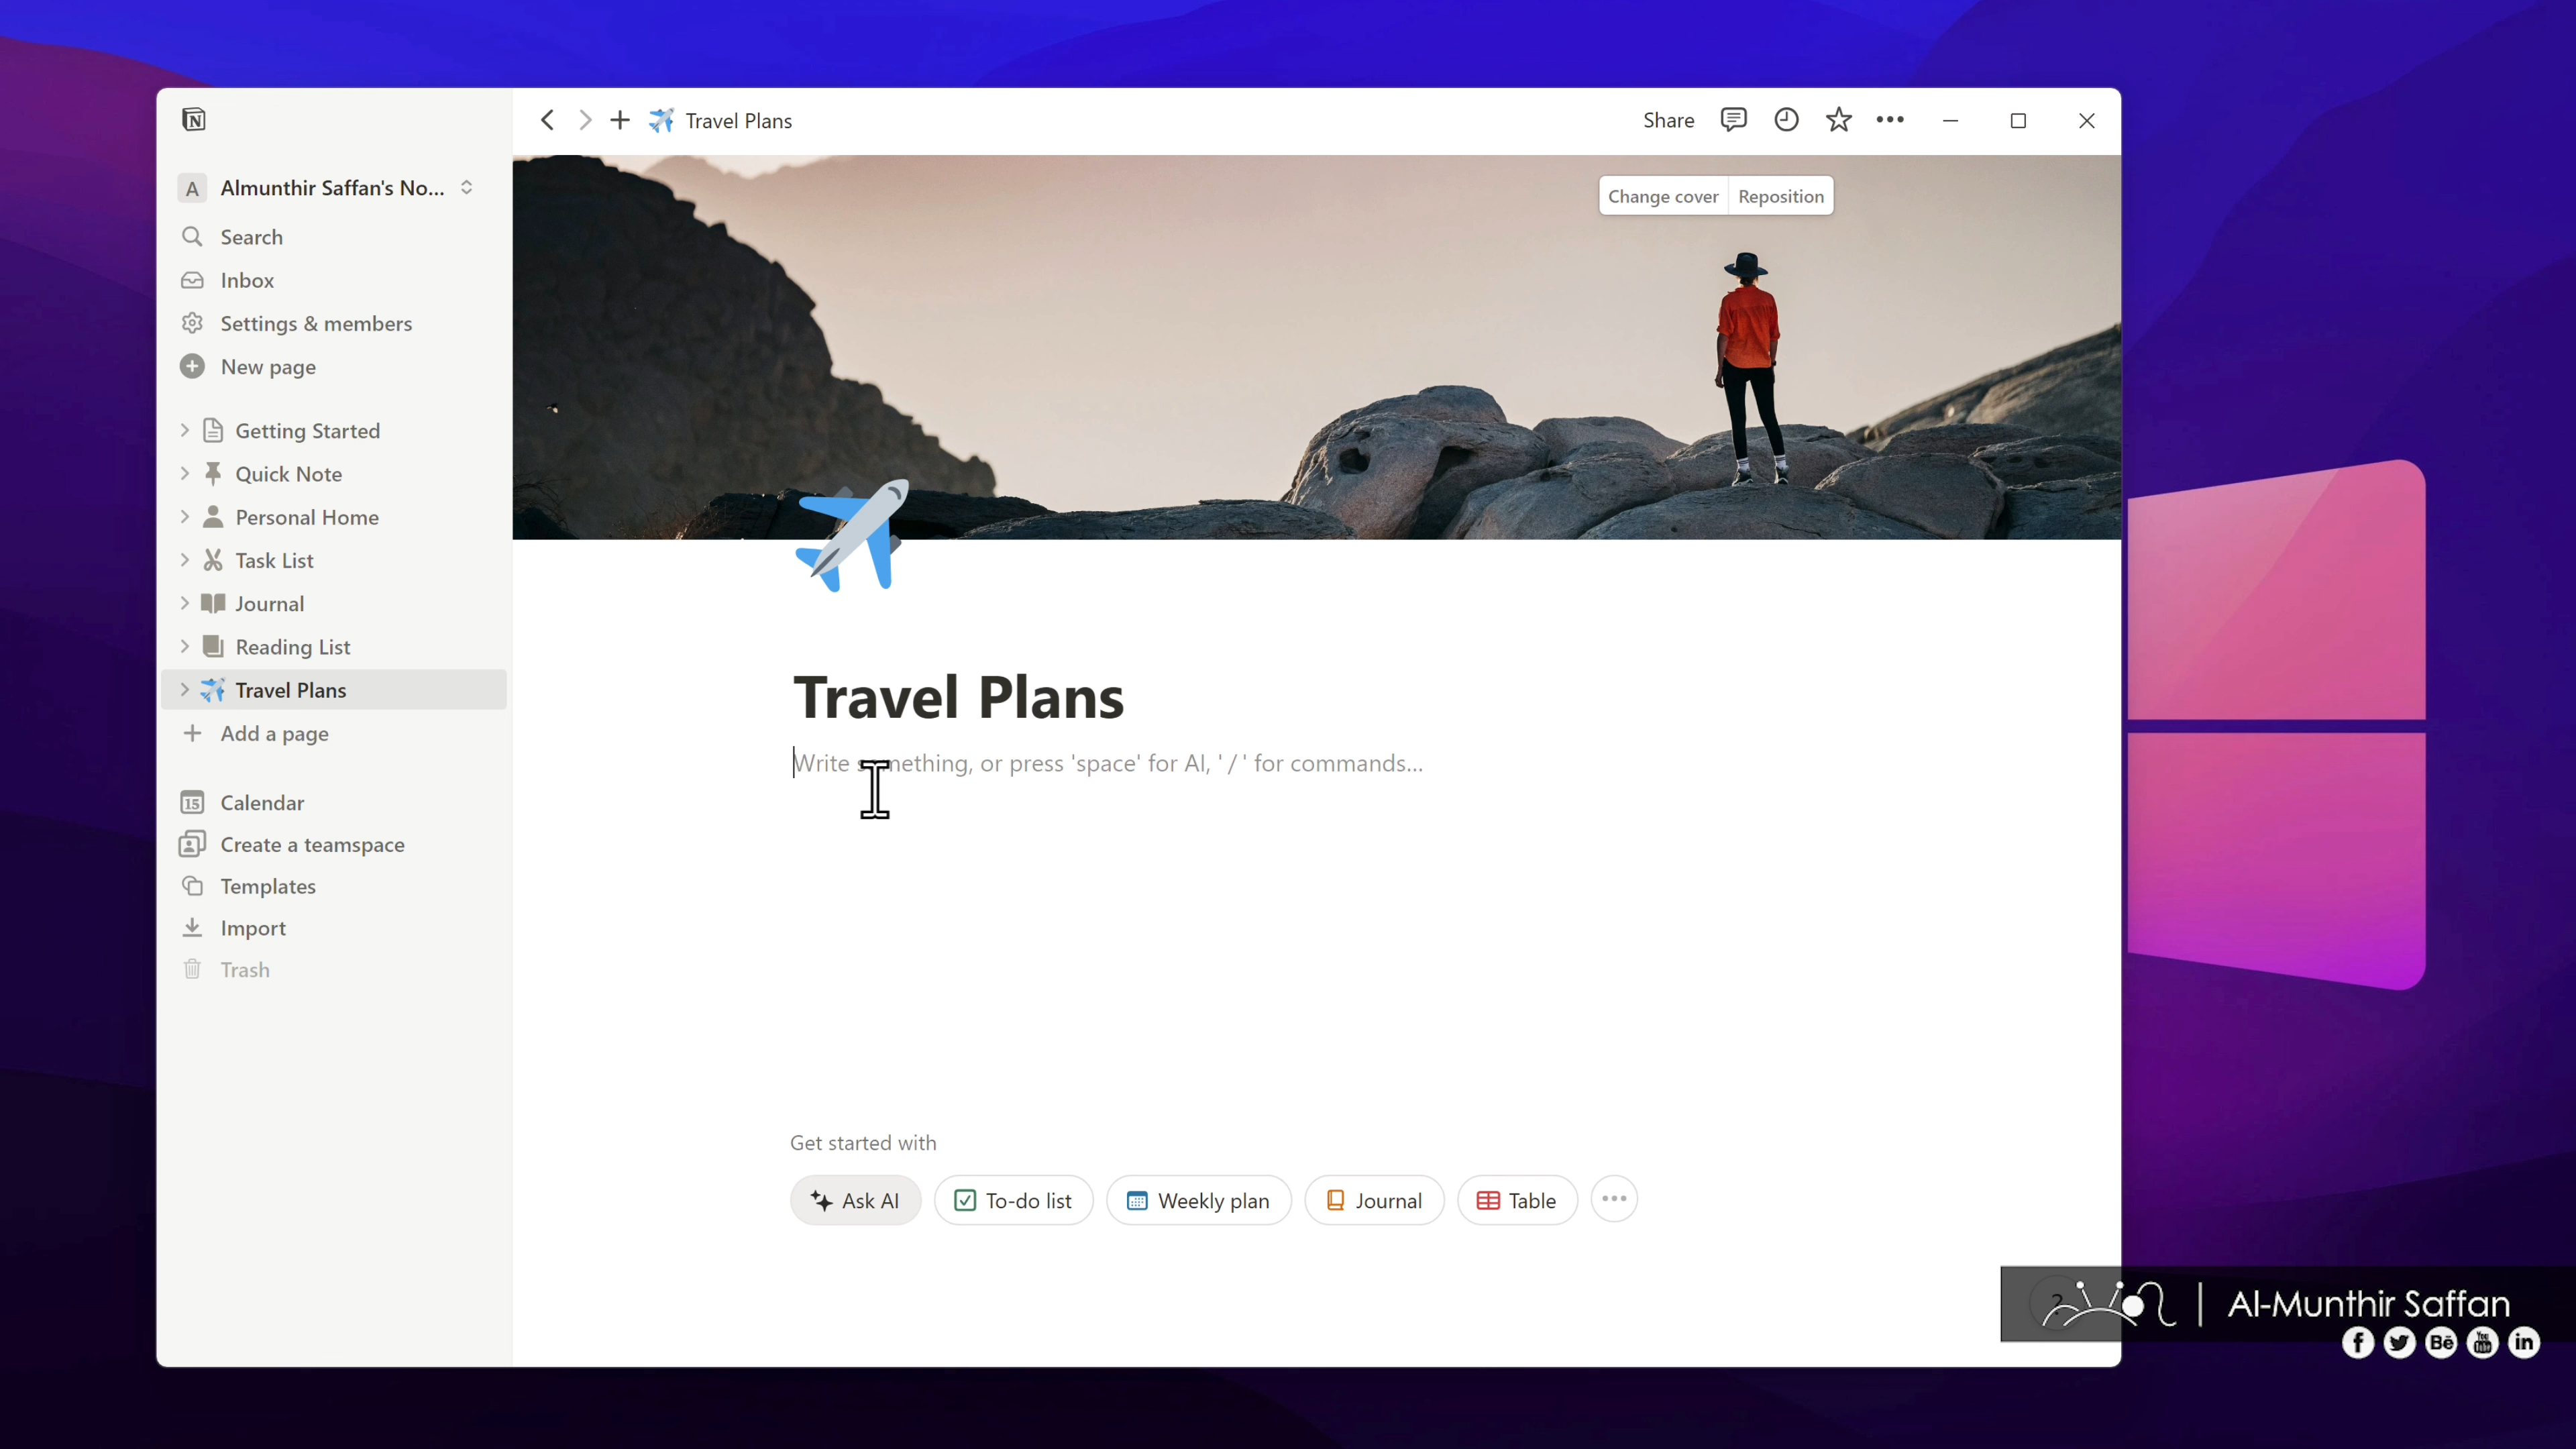 Travel Plans
Share
A Almunthir Saffan's No...
Search
Inbox
Settings & members
New page
Getting Started
Quick Note
Personal Home
Task List
Journal
Reading List
Travel Plans
Add a page
15 Calendar
Create a teamspace
Templates
Import
Trash
Change cover Reposition
Travel Plans
Write something, or press 'space' for AI, '/' for commands...
Get started with
Ask AI To-do list Weekly plan Journal Table
?
Al-Munthir Saffan